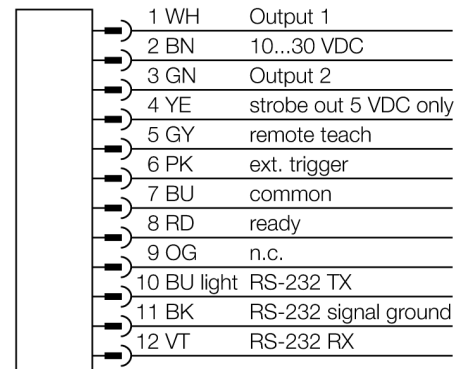 1 WH Output 1
2 BN 10...30 VDC
3 GN Output 2
4 YE strobe out 5 VDC only
5 GY remote teach
6 PK ext. trigger
7 BU common
8 RD ready
9 OG n.c.
10 BU light RS-232 TX
11 BK RS-232 signal ground
12 VT RS-232 RX